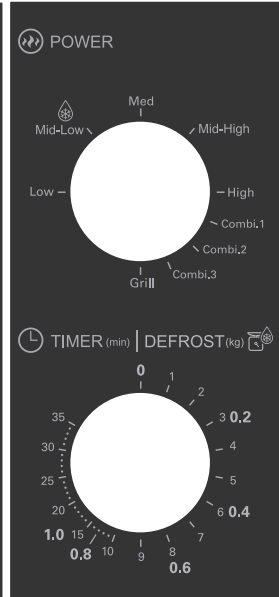 POWER
Med
Mid-Low
Mid-High
Low
High
Combi.1
Combi.2
Combi.3
Grill
TIMER (min) | DEFROST (kg)
0
1
2
3 0.2
4
5
6 0.4
7
8
0.6
9
10
0.8
15
1.0
20
25
30
35